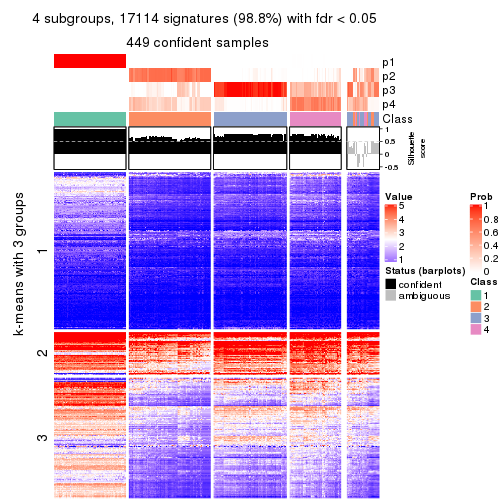 4 subgroups, 17114 signatures (98.8%) with fdr < 0.05
449 confident samples
p1
p2
p3
p4
Class
1
0.5
0
-0.5
Silhouette
score
k-means with 3 groups
1
2
3
Value
5
4
3
2
1
Status (barplots)
confident
ambiguous
Prob
1
0.8
0.6
0.4
0.2
0
Class
1
2
3
4